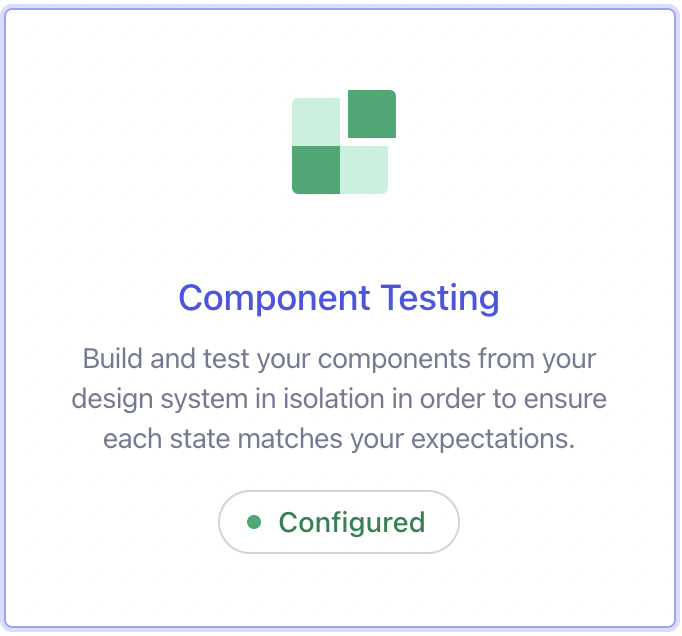 Component Testing
Build and test your components from your
design system in isolation in order to ensure
each state matches your expectations.
Configured